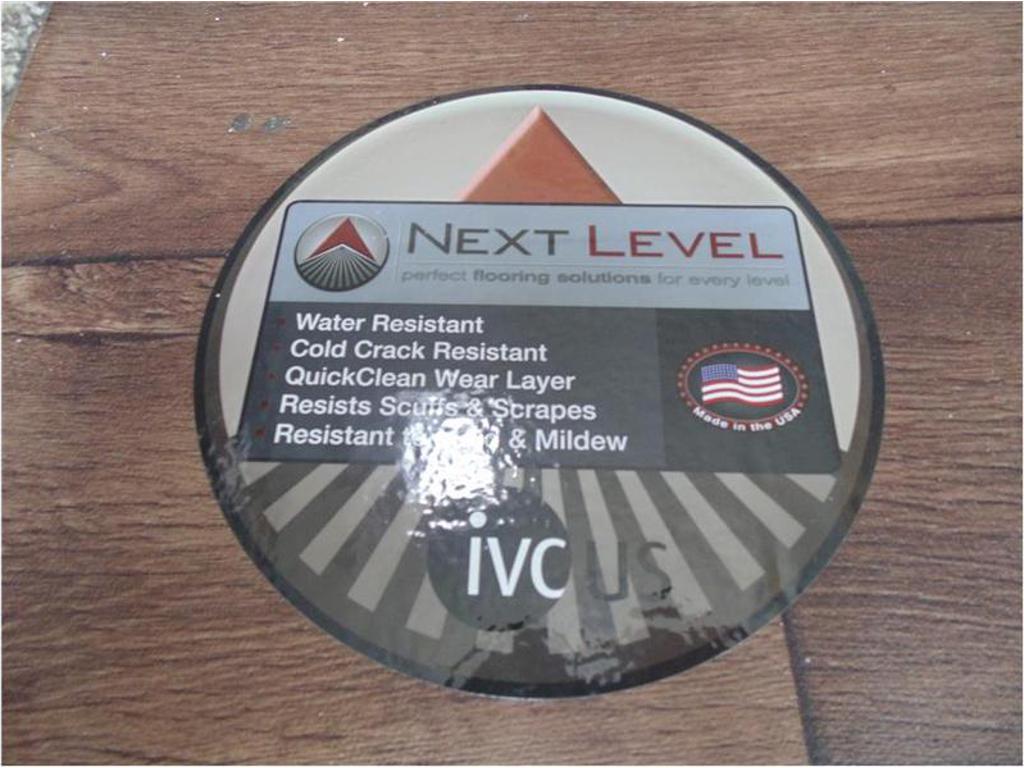 NEXT LEVEL
perfect flooring solutions for every level
Water Resistant
Cold Crack Resistant
QuickClean Wear Layer
Resists Scuffs & Scrapes
Resistant & Mildew
Made in the USA
ivc us